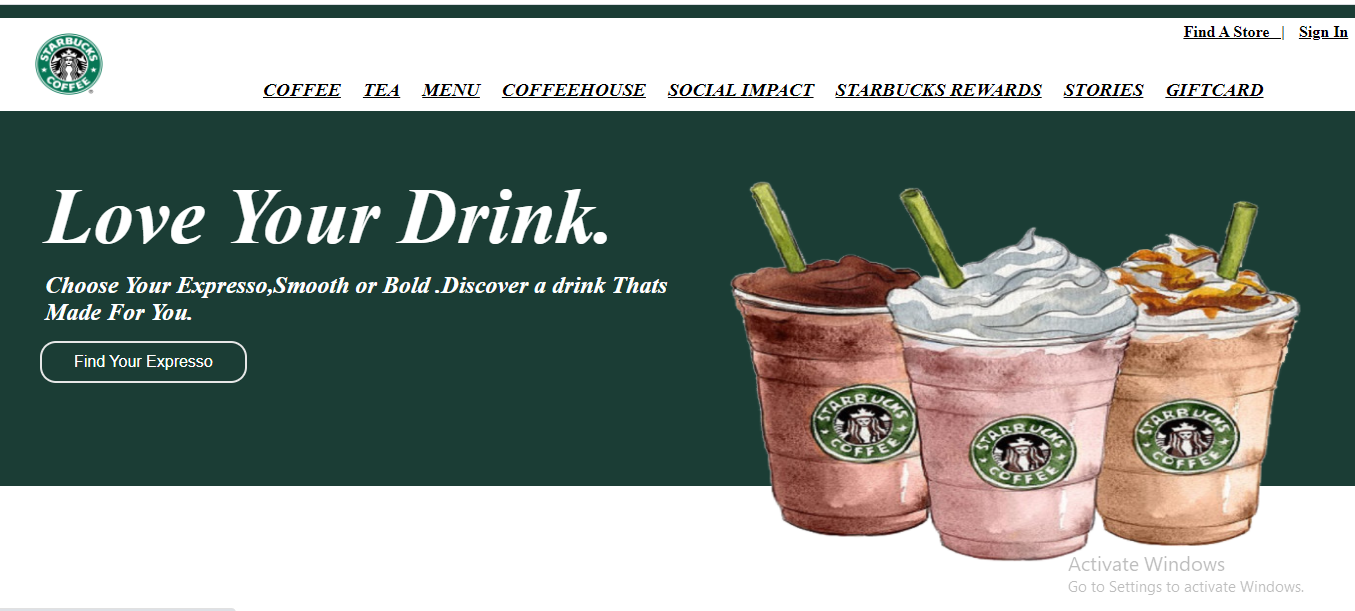 Find A Store | Sign In
STARBUCKS
COFFEE
COFFEE TEA MENU COFFEEHOUSE SOCIAL IMPACT STARBUCKS REWARDS STORIES GIFTCARD
Love Your Drink.
Choose Your Expresso,Smooth or Bold .Discover a drink Thats
Made For You.
Find Your Expresso
STARBUCKS
COFFEE
STARBUCKS
COFFEE
STARBUCKS
COFFEE
Activate Windows
Go to Settings to activate Windows.